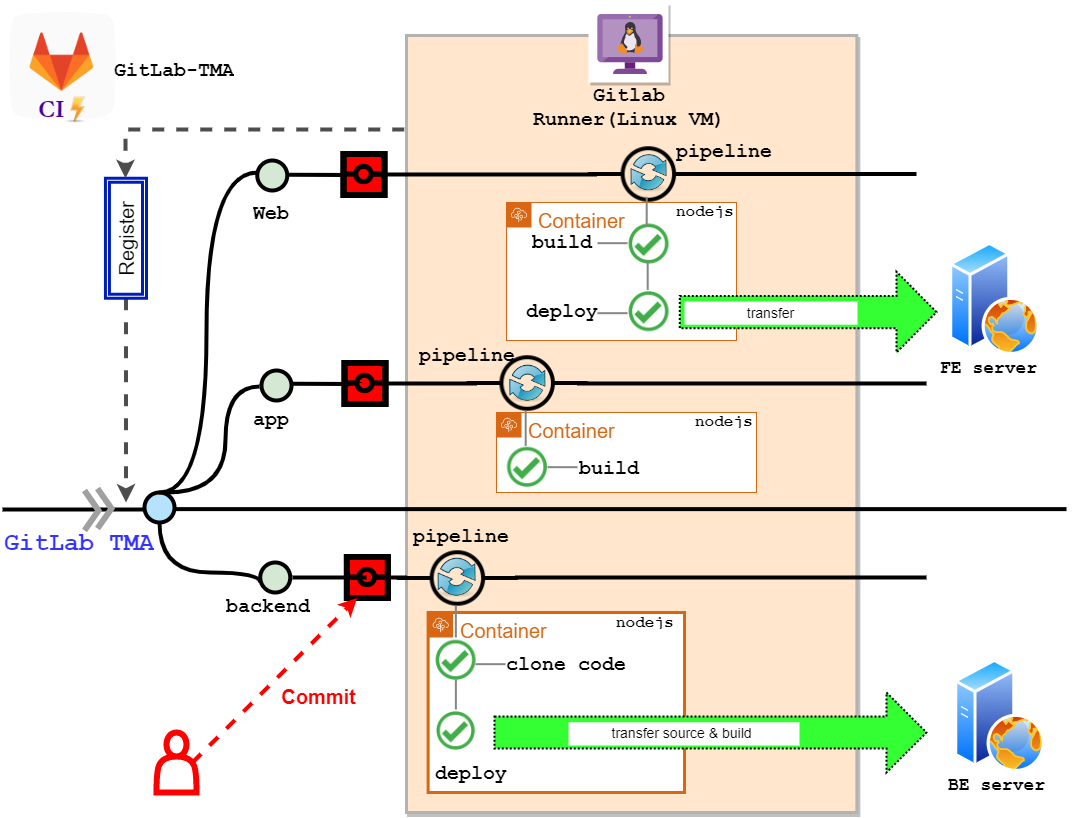 GitLab-TMA
CI
Gitlab
Runner(Linux VM)
pipeline
Register
Web
nodejs
Container
build
deploy
transfer
FE server
pipeline
app
nodejs
Container
build
GitLab TMA
pipeline
backend
nodejs
Container
clone code
Commit
transfer source & build
deploy
BE server